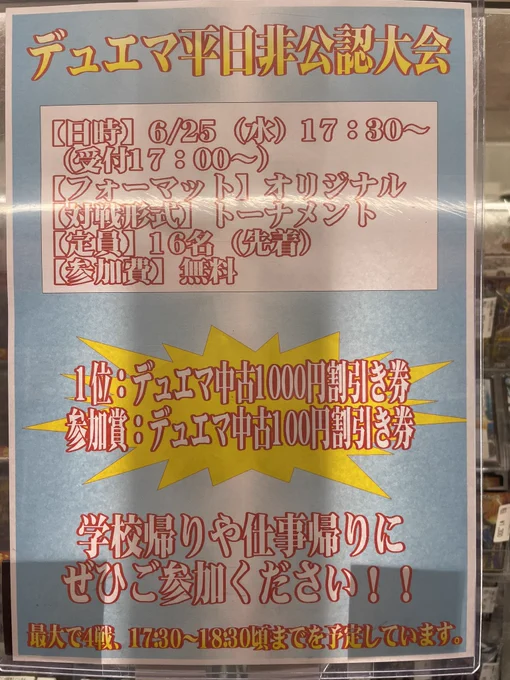 デュエマ平日非公認大会
【日時】6/25（水）17：30～
（受付17：00～）
【フォーマット】オリジナル
【対戦形式】トーナメント
【定員】16名（先着）
【参加費】無料
1位：デュエマ中古1000円割引き券
参加賞：デュエマ中古100円割引き券
学校帰りや仕事帰りに
ぜひご参加ください！！
最大で4戦、17:30～18:30頃までを予定しています。